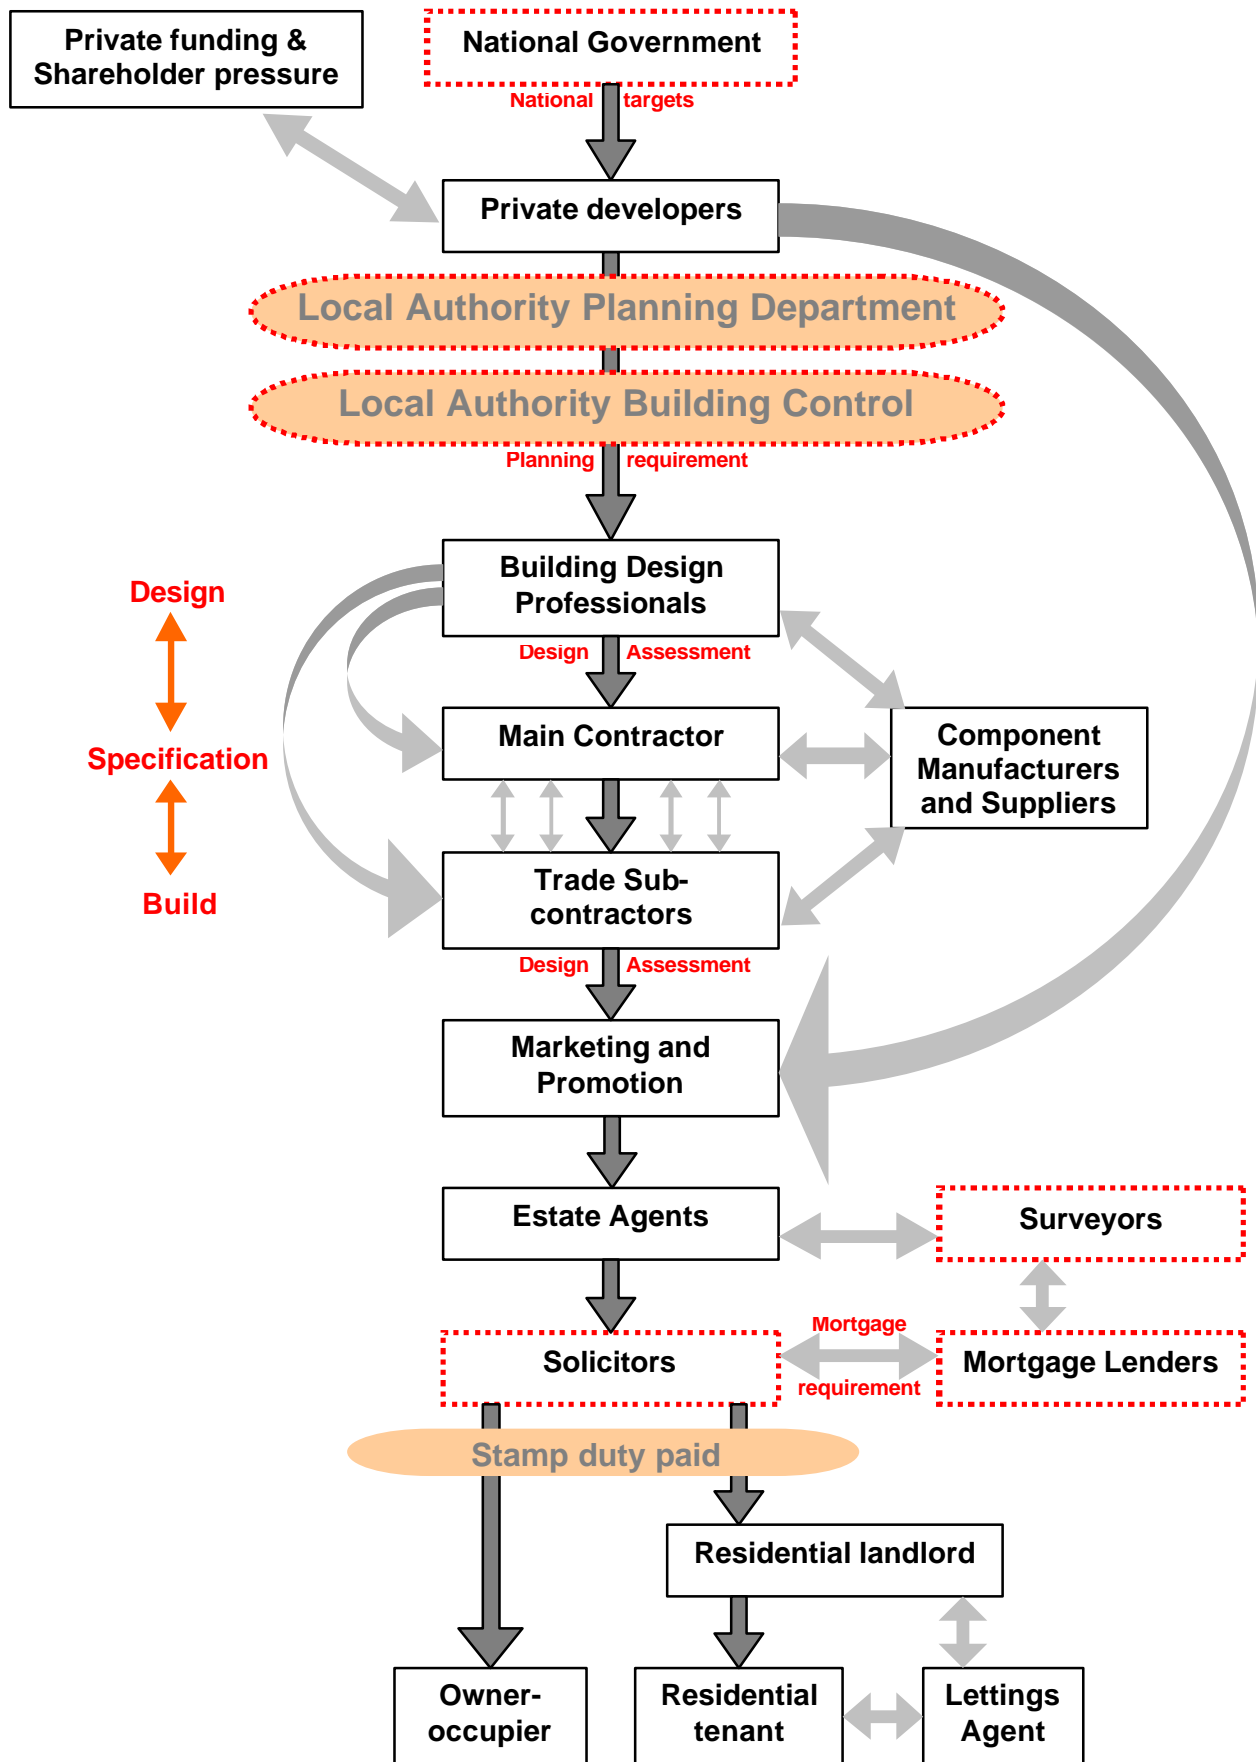 Private funding &
Shareholder pressure
National Government
National targets
Private developers
Local Authority Planning Department
Local Authority Building Control
Planning requirement
Building Design
Professionals
Design
Design Assessment
Main Contractor
Component
Manufacturers
and Suppliers
Specification
Trade Sub-
contractors
Build
Design Assessment
Marketing and
Promotion
Estate Agents
Surveyors
Mortgage
requirement
Solicitors
Mortgage Lenders
Stamp duty paid
Residential landlord
Owner-
occupier
Residential
tenant
Lettings
Agent